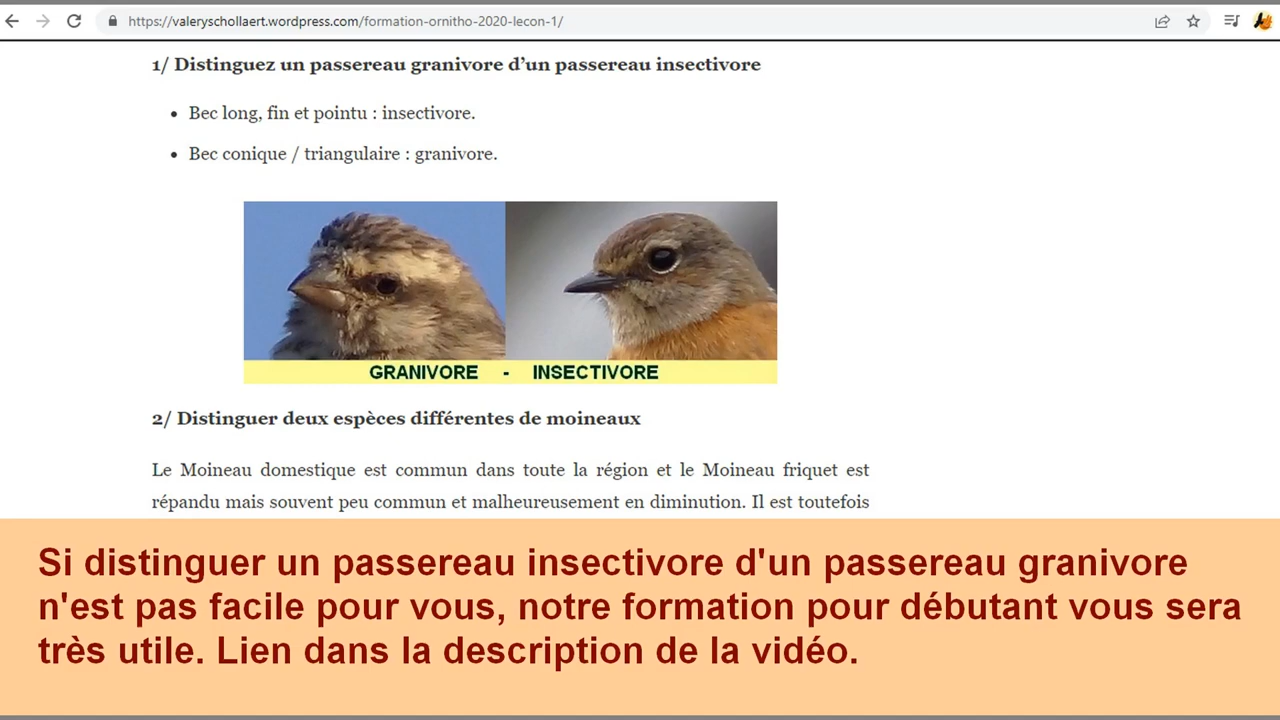 https://valeryschollaert.wordpress.com/formation-ornitho-2020-lecon-1/
1/ Distinguez un passereau granivore d’un passereau insectivore
• Bec long, fin et pointu : insectivore.
• Bec conique / triangulaire : granivore.
GRANIVORE - INSECTIVORE
2/ Distinguer deux espèces différentes de moineaux
Le Moineau domestique est commun dans toute la région et le Moineau friquet est
répandu mais souvent peu commun et malheureusement en diminution. Il est toutefois
Si distinguer un passereau insectivore d'un passereau granivore
n'est pas facile pour vous, notre formation pour débutant vous sera
très utile. Lien dans la description de la vidéo.